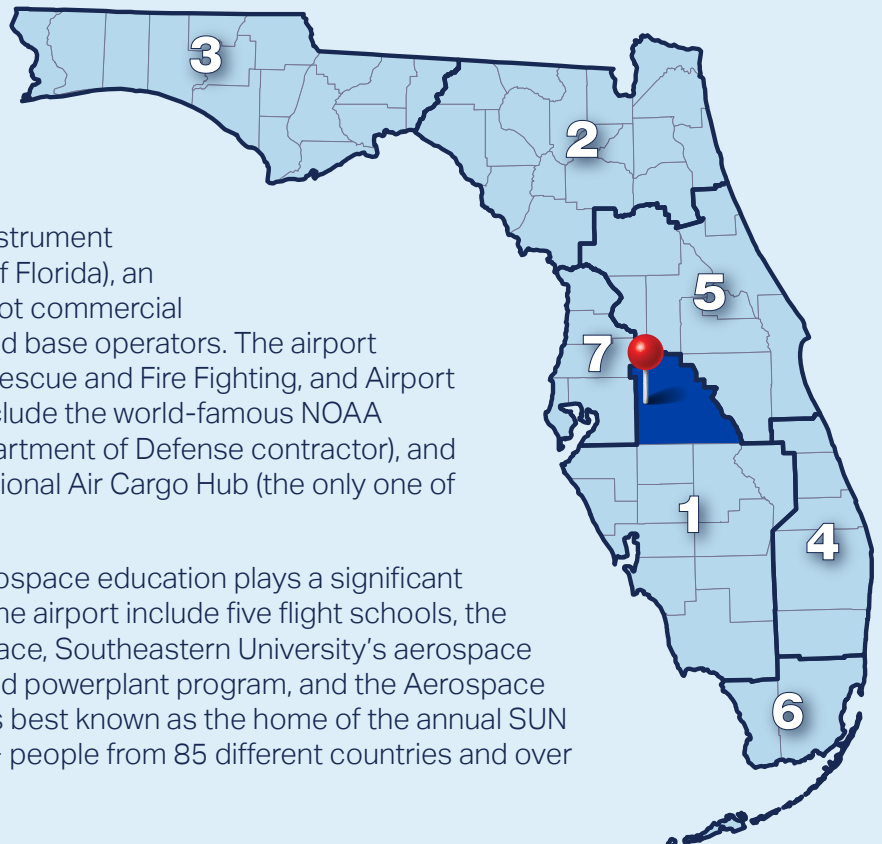 3
2
strument
f Florida), an
ot commercial
5
d base operators. The airport
7
escue and Fire Fighting, and Airport
clude the world-famous NOAA
artment of Defense contractor), and
tional Air Cargo Hub (the only one of
1
4
rospace education plays a significant
he airport include five flight schools, the
ace, Southeastern University's aerospace
d powerplant program, and the Aerospace
s best known as the home of the annual SUN
6
people from 85 different countries and over